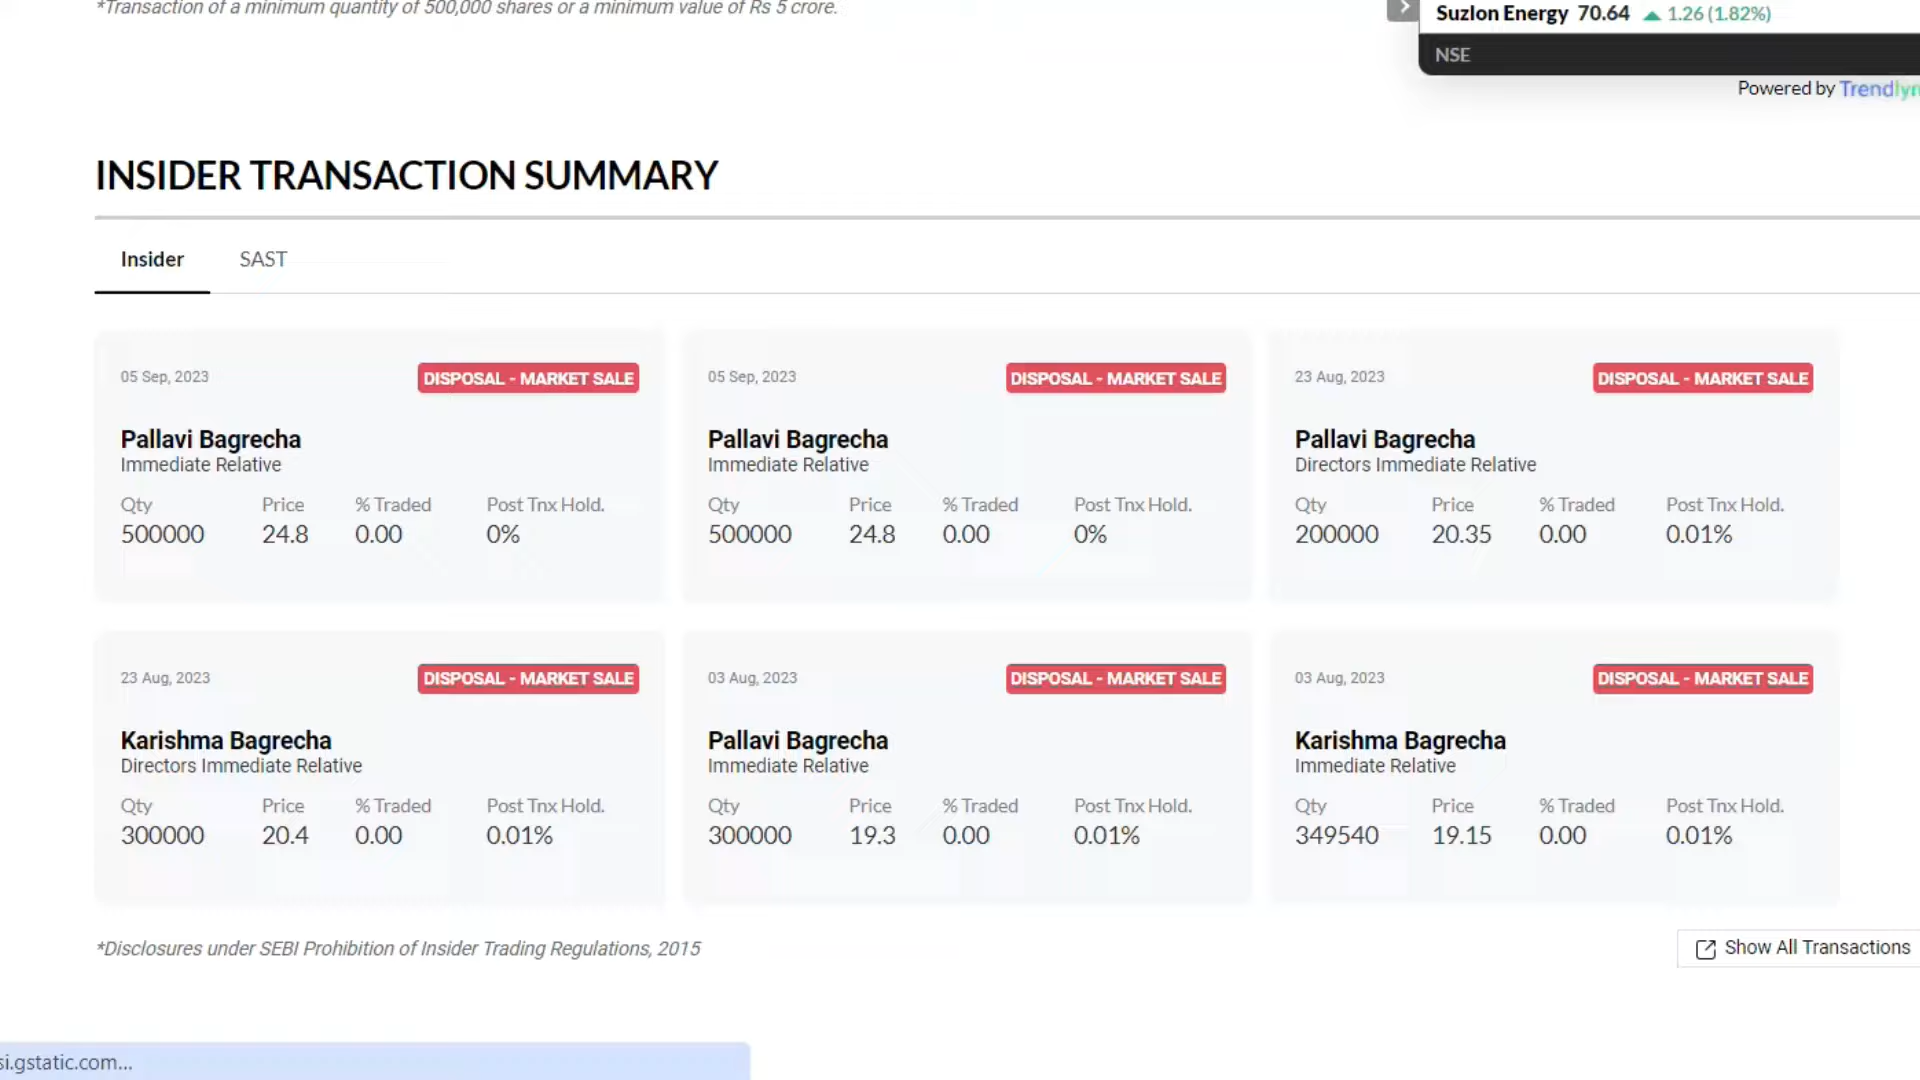 *Transaction of a minimum quantity of 500,000 shares or a minimum value of Rs 5 crore.
Suzlon Energy 70.64 ▲ 1.26 (1.82%)
NSE
Powered by
INSIDER TRANSACTION SUMMARY
Insider SAST
05 Sep, 2023 DISPOSAL - MARKET SALE
Pallavi Bagrecha
Immediate Relative
Qty Price % Traded Post Tnx Hold.
500000 24.8 0.00 0%
05 Sep, 2023 DISPOSAL - MARKET SALE
Pallavi Bagrecha
Immediate Relative
Qty Price % Traded Post Tnx Hold.
500000 24.8 0.00 0%
23 Aug, 2023 DISPOSAL - MARKET SALE
Pallavi Bagrecha
Directors Immediate Relative
Qty Price % Traded Post Tnx Hold.
200000 20.35 0.00 0.01%
23 Aug, 2023 DISPOSAL - MARKET SALE
Karishma Bagrecha
Directors Immediate Relative
Qty Price % Traded Post Tnx Hold.
300000 20.4 0.00 0.01%
03 Aug, 2023 DISPOSAL - MARKET SALE
Pallavi Bagrecha
Immediate Relative
Qty Price % Traded Post Tnx Hold.
300000 19.3 0.00 0.01%
03 Aug, 2023 DISPOSAL - MARKET SALE
Karishma Bagrecha
Immediate Relative
Qty Price % Traded Post Tnx Hold.
349540 19.15 0.00 0.01%
*Disclosures under SEBI Prohibition of Insider Trading Regulations, 2015
Show All Transactions
si.gstatic.com...